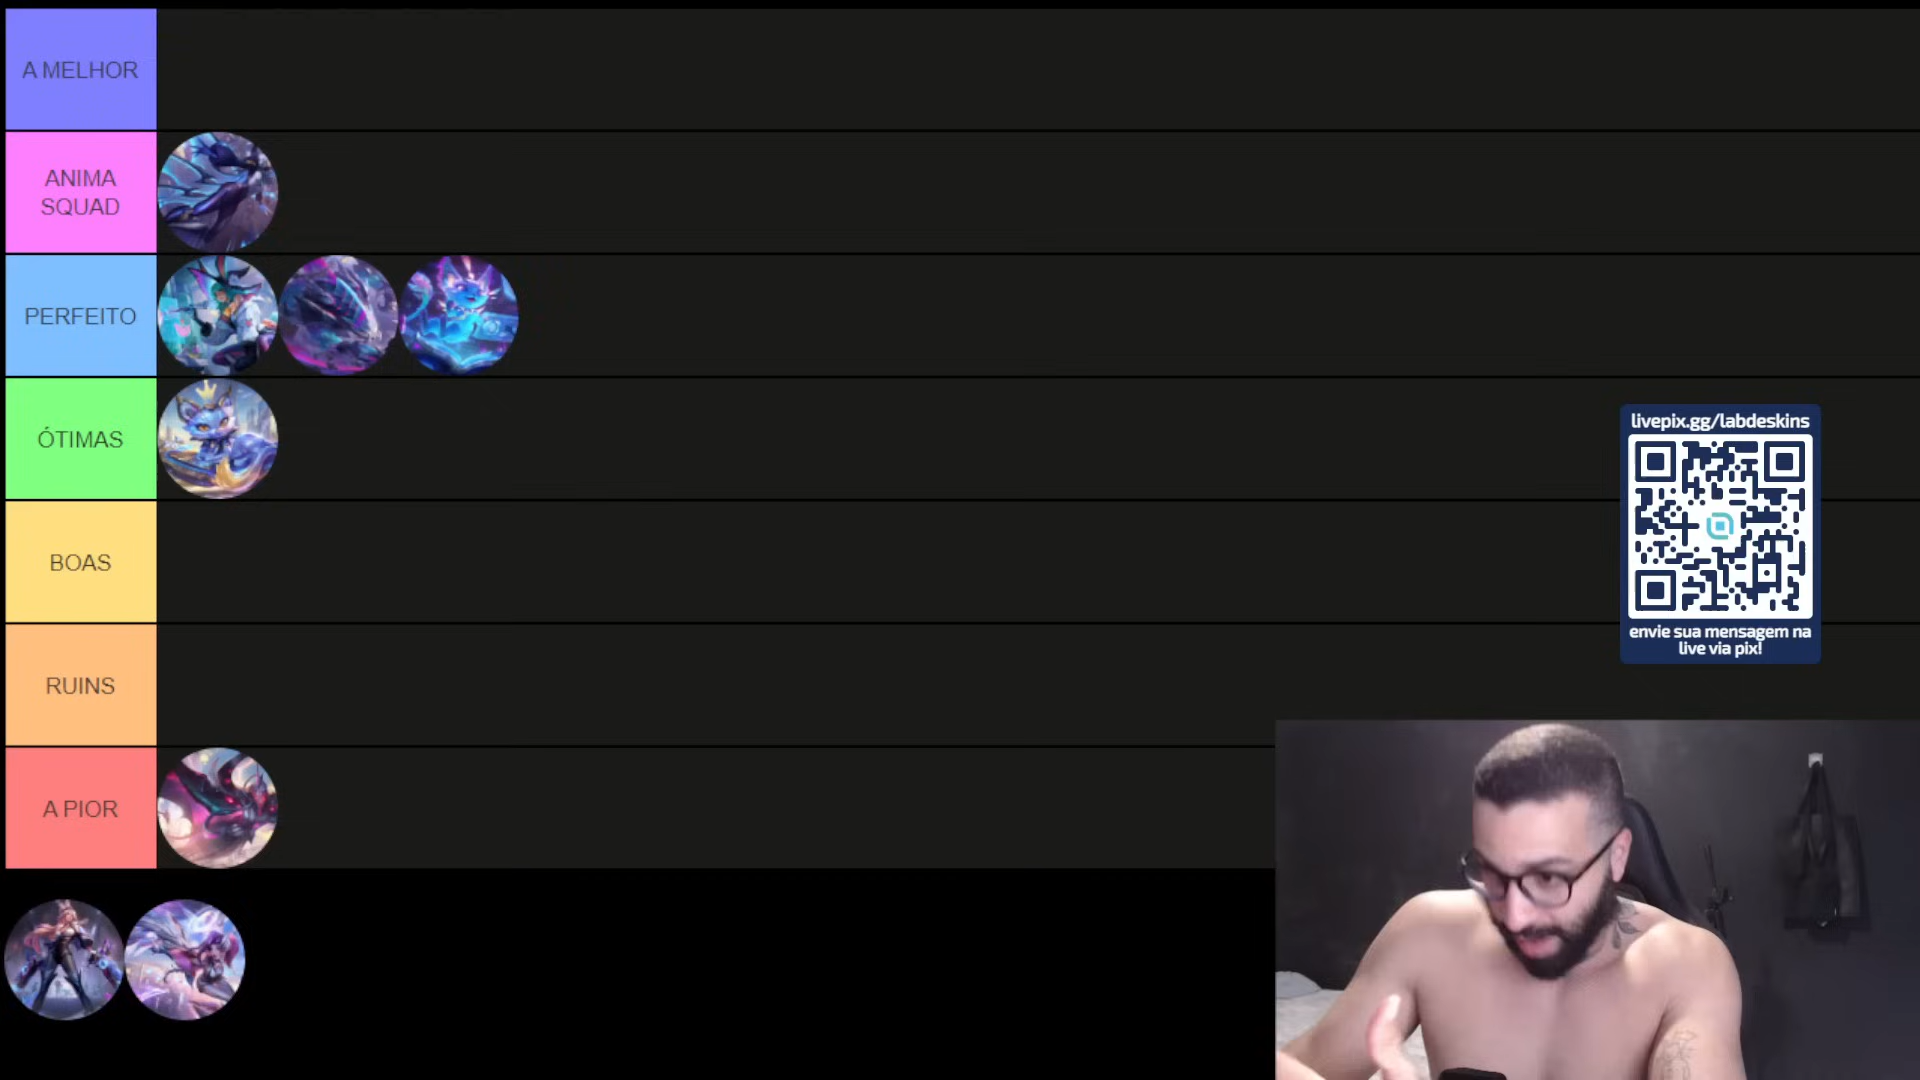 A MELHOR
ANIMA
SQUAD
PERFEITO
ÓTIMAS
BOAS
RUINS
A PIOR
livepix.gg/labdeskins
envie sua mensagem na
live via pix!